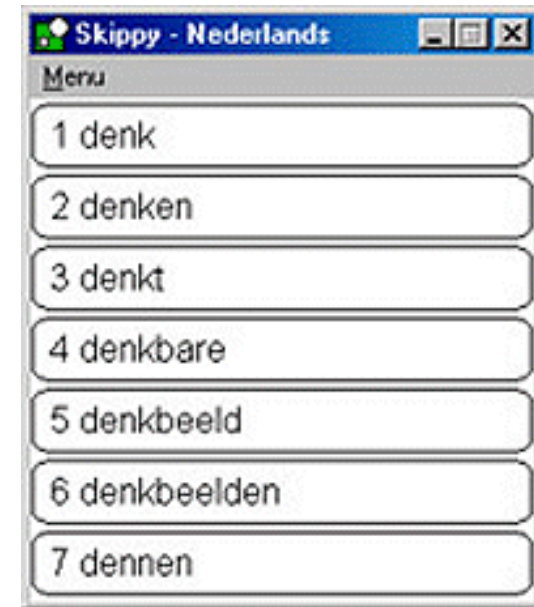 Skippy - Nederlands
Menu
1 denk
2 denken
3 denkt
4 denkbare
5 denkbeeld
6 denkbeelden
7 dennen